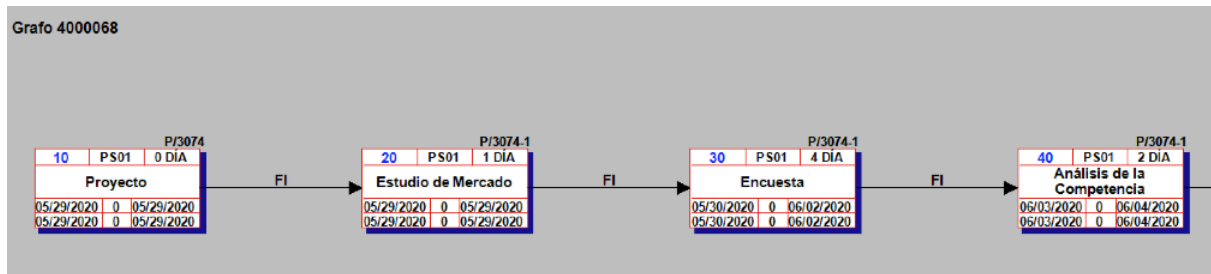 Grafo 4000068
P/3074
10 PS01 0 DÍA
Proyecto
05/29/2020 0 05/29/2020
05/29/2020 0 05/29/2020
FI
P/3074-1
20 PS01 1 DÍA
Estudio de Mercado
05/29/2020 0 05/29/2020
05/29/2020 0 05/29/2020
FI
P/3074-1
30 PS01 4 DÍA
Encuesta
05/30/2020 0 06/02/2020
05/30/2020 0 06/02/2020
FI
P/3074-1
40 PS01 2 DÍA
Análisis de la
Competencia
06/03/2020 0 06/04/2020
06/03/2020 0 06/04/2020